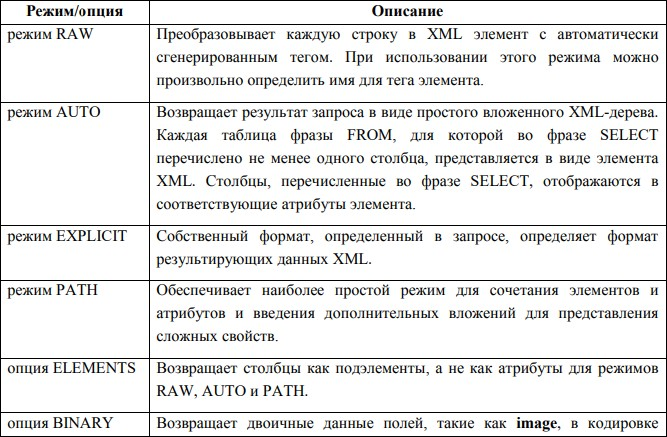 Режим/опция Описание
режим RAW Преобразовывает каждую строку в XML элемент с автоматически
сгенерированным тегом. При использовании этого режима можно
произвольно определить имя для тега элемента.
режим AUTO Возвращает результат запроса в виде простого вложенного XML-дерева.
Каждая таблица фразы FROM, для которой во фразе SELECT
перечислено не менее одного столбца, представляется в виде элемента
XML. Столбцы, перечисленные во фразе SELECT, отображаются в
соответствующие атрибуты элемента.
режим EXPLICIT Собственный формат, определенный в запросе, определяет формат
результирующих данных XML.
режим PATH Обеспечивает наиболее простой режим для сочетания элементов и
атрибутов и введения дополнительных вложений для представления
сложных свойств.
опция ELEMENTS Возвращает столбцы как подэлементы, а не как атрибуты для режимов
RAW, AUTO и PATH.
опция BINARY Возвращает двоичные данные полей, такие как image, в кодировке